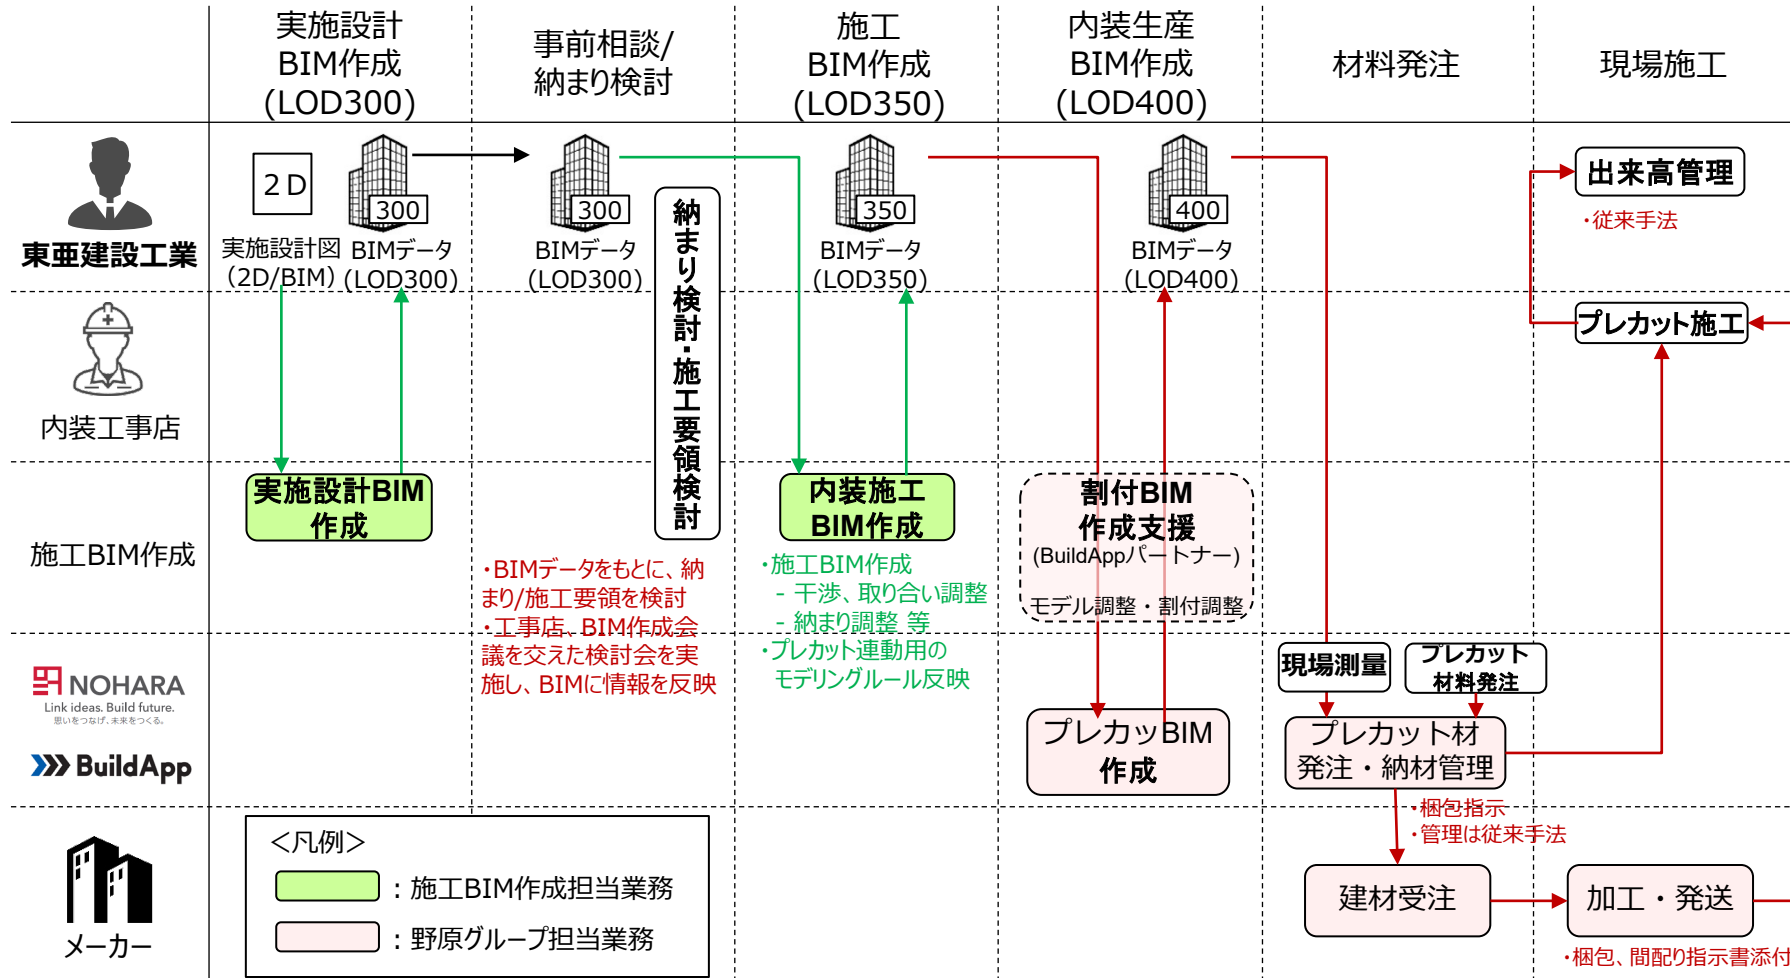 実施設計
BIM作成
(LOD300)
事前相談/
納まり検討
施工
BIM作成
(LOD350)
内装生産
BIM作成
(LOD400)
材料発注
現場施工
東亜建設工業
2D
実施設計図
(2D/BIM)
300
BIMデータ
(LOD300)
300
BIMデータ
(LOD300)
納まり検討・施工要領検討
350
BIMデータ
(LOD350)
400
BIMデータ
(LOD400)
出来高管理
・従来手法
内装工事店
プレカット施工
施工BIM作成
実施設計BIM
作成
・BIMデータをもとに、納
まり/施工要領を検討
・工事店、BIM作成会
議を交えた検討会を実
施し、BIMに情報を反映
内装施工
BIM作成
・施工BIM作成
- 干渉、取り合い調整
- 納まり調整 等
・プレカット連動用の
モデリングルール反映
割付BIM
作成支援
(BuildAppパートナー)
モデル調整・割付調整
NOHARA
Link ideas. Build future.
思いをつなげ、未来をつくる。
BuildApp
プレカッBIM
作成
現場測量
プレカット
材料発注
プレカット材
発注・納材管理
・梱包指示
・管理は従来手法
メーカー
<凡例>
：施工BIM作成担当業務
：野原グループ担当業務
建材受注
加工・発送
・梱包、間配り指示書添付